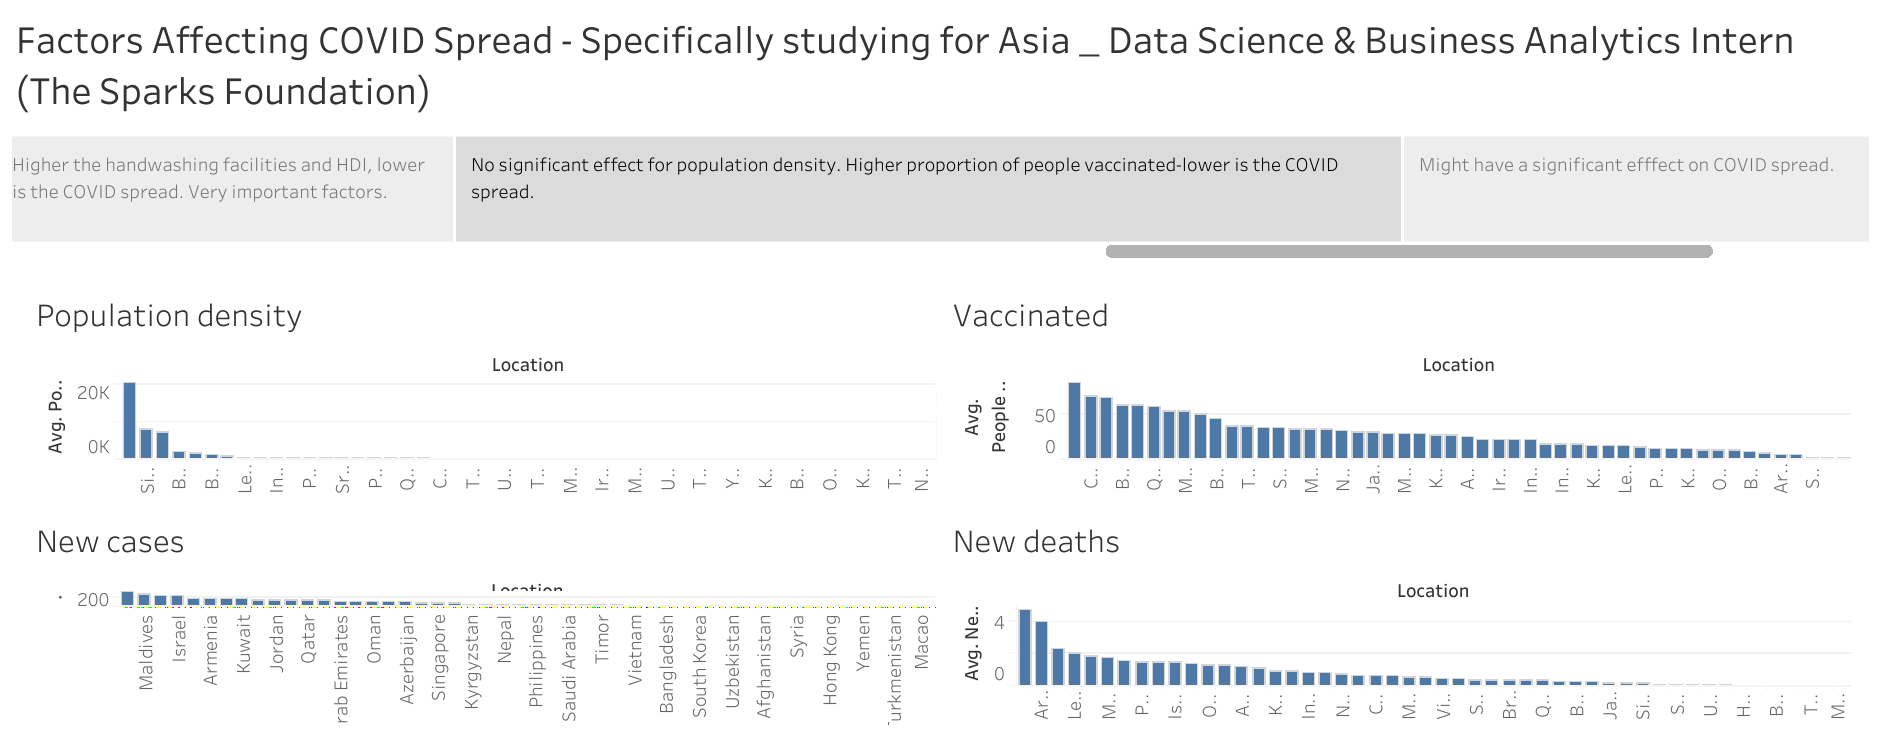 Factors Affecting COVID Spread - Specifically studying for Asia _ Data Science & Business Analytics Intern
(The Sparks Foundation)
Higher the handwashing facilities and HDI, lower
is the COVID spread. Very important factors.
No significant effect for population density. Higher proportion of people vaccinated-lower is the COVID
spread.
Might have a significant efffect on COVID spread.
Population density
Location
Avg. Po..
20K
0K
Si..
B..
B..
Le..
In..
P..
Sr..
P..
Q..
C..
T..
U..
T..
M..
Ir..
M..
U..
T..
Y..
K..
B..
O..
K..
T..
N..
Vaccinated
Location
Avg.
People ..
50
0
C..
B..
Q..
M..
B..
T..
S..
M..
N..
Ja..
M..
K..
A..
Ir..
In..
In..
K..
Le..
P..
K..
O..
B..
Ar..
S..
New cases
Location
200
Maldives
Israel
Armenia
Kuwait
Jordan
Qatar
rab Emirates
Oman
Azerbaijan
Singapore
Kyrgyzstan
Nepal
Philippines
Saudi Arabia
Timor
Vietnam
Bangladesh
South Korea
Uzbekistan
Afghanistan
Syria
Hong Kong
Yemen
urkmenistan
Macao
New deaths
Location
Avg. Ne..
4
0
Ar..
Le..
M..
P..
Is..
O..
A..
K..
In..
N..
C..
M..
Vi..
S..
Br..
Q..
B..
Ja..
Si..
S..
U..
H..
B..
T..
M..